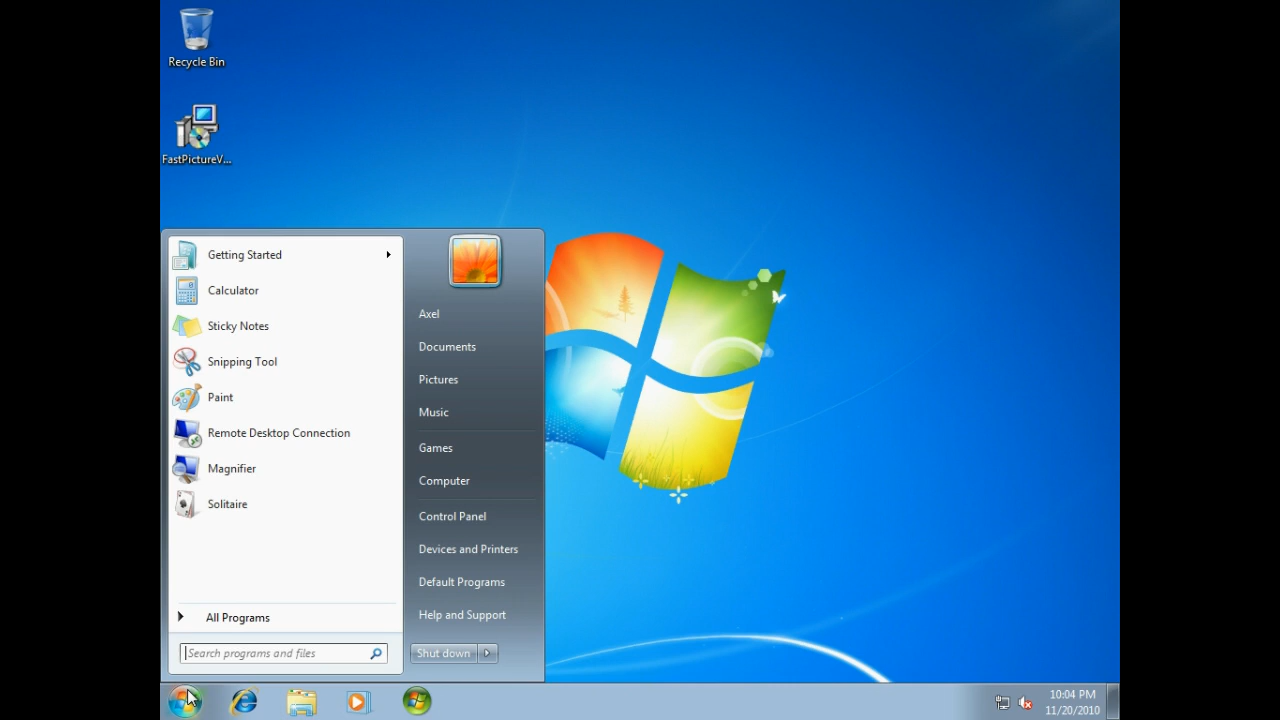 Recycle Bin
FastPictureV...
Getting Started
Calculator
Sticky Notes
Snipping Tool
Paint
Remote Desktop Connection
Magnifier
Solitaire
All Programs
Search programs and files
Axel
Documents
Pictures
Music
Games
Computer
Control Panel
Devices and Printers
Default Programs
Help and Support
Shut down
10:04 PM
11/20/2010